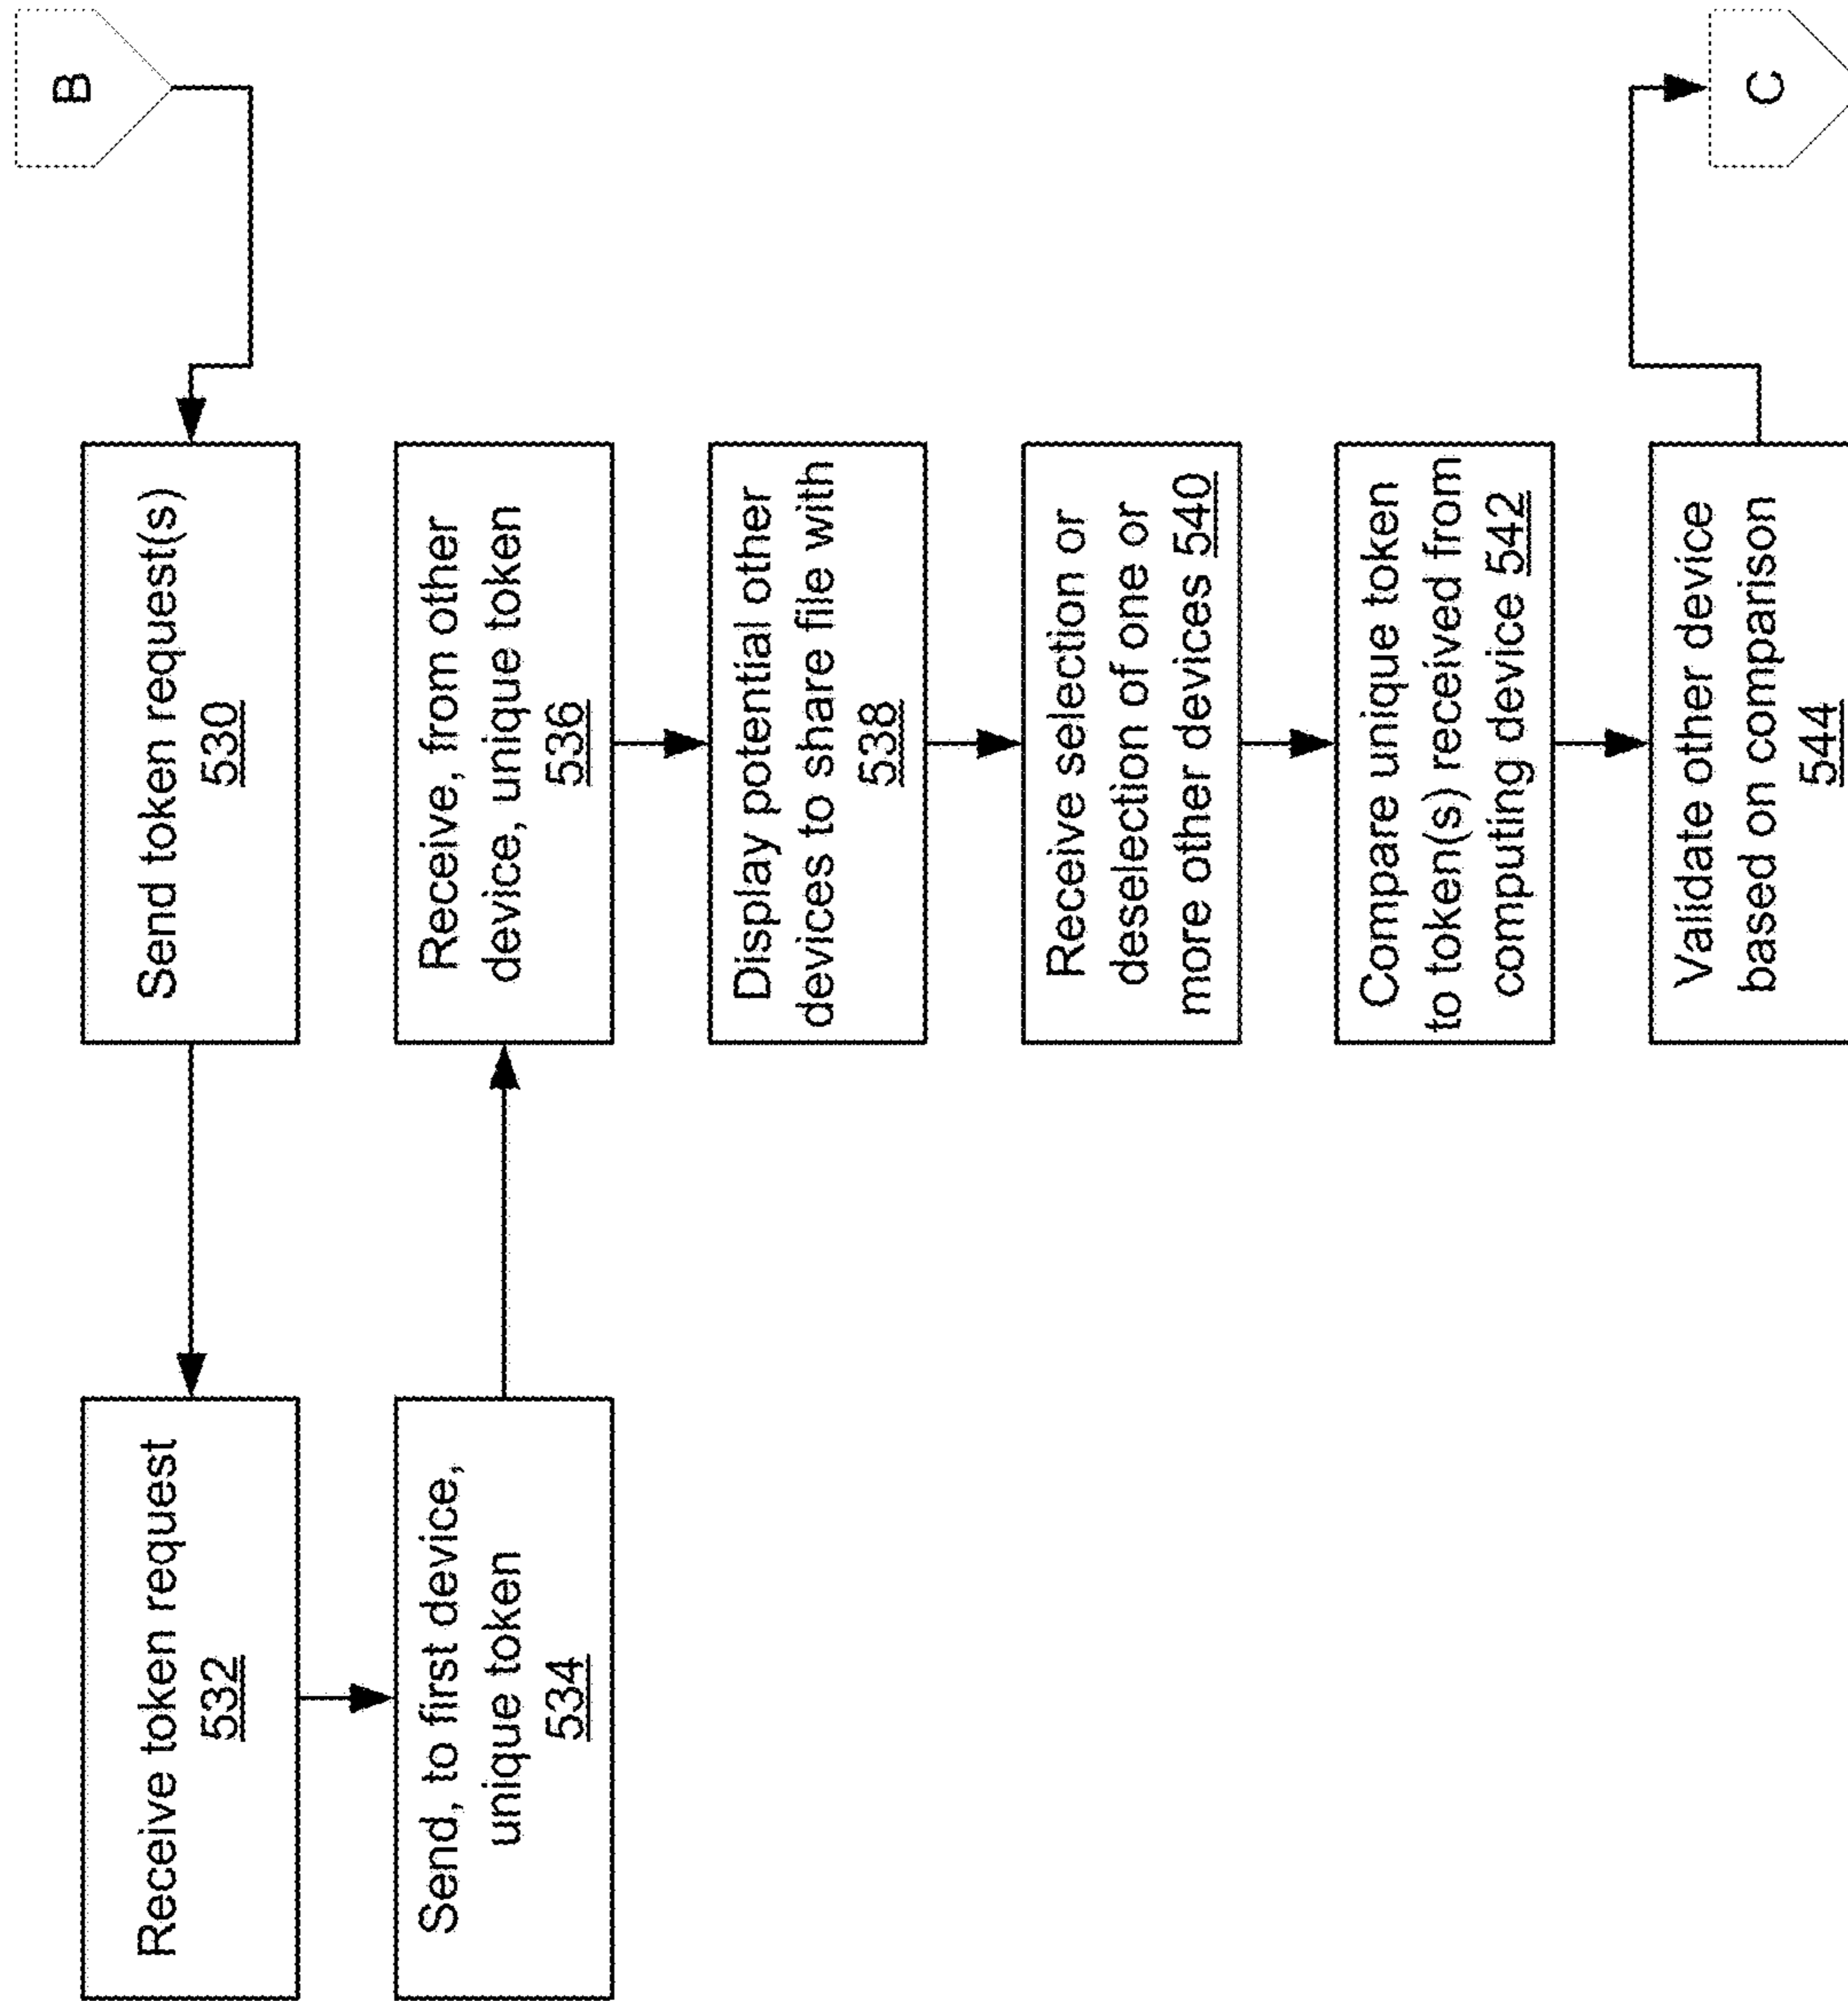 B
Send token request(s)
530
Receive token request
532
Send, to first device,
unique token
534
Receive, from other
device, unique token
536
Display potential other
devices to share file with
538
Receive selection or
deselection of one or
more other devices 540
Compare unique token
to token(s) received from
computing device 542
Validate other device
based on comparison
544
C